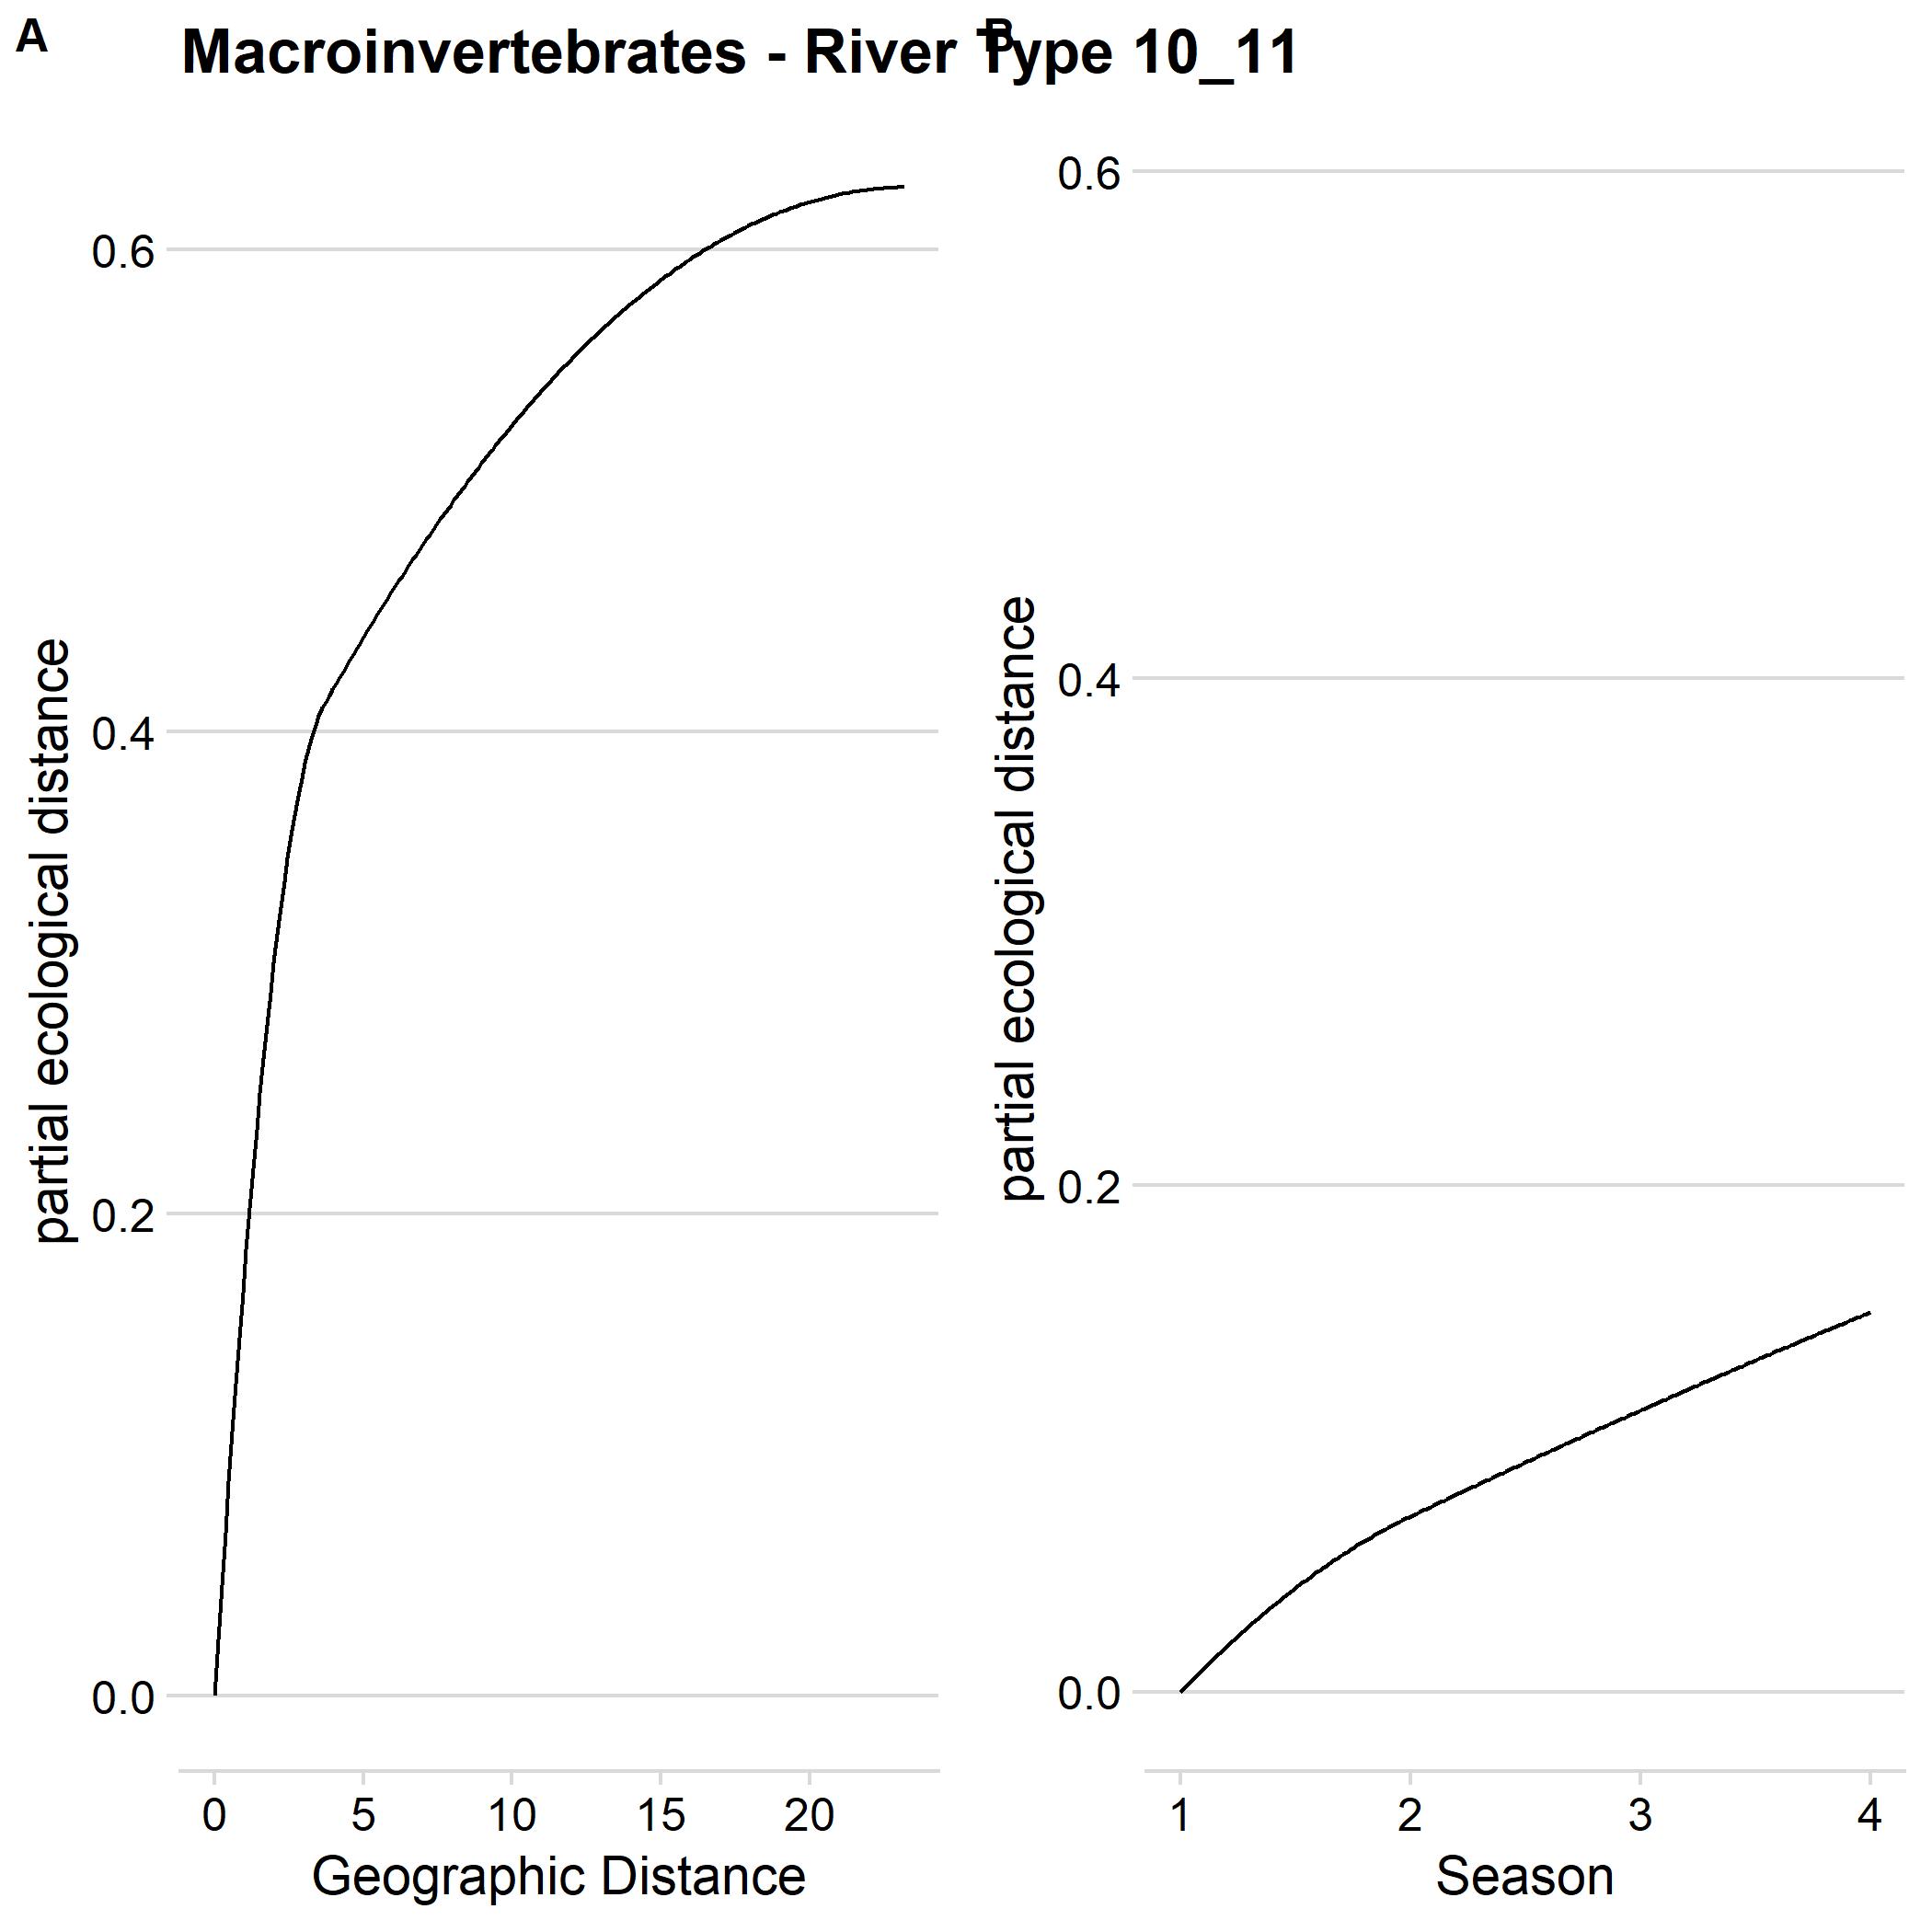 A
Macroinvertebrates - River Type 10_11
B
partial ecological distance
0.6
0.4
0.2
0.0
0 5 10 15 20
Geographic Distance
partial ecological distance
0.6
0.4
0.2
0.0
1 2 3 4
Season